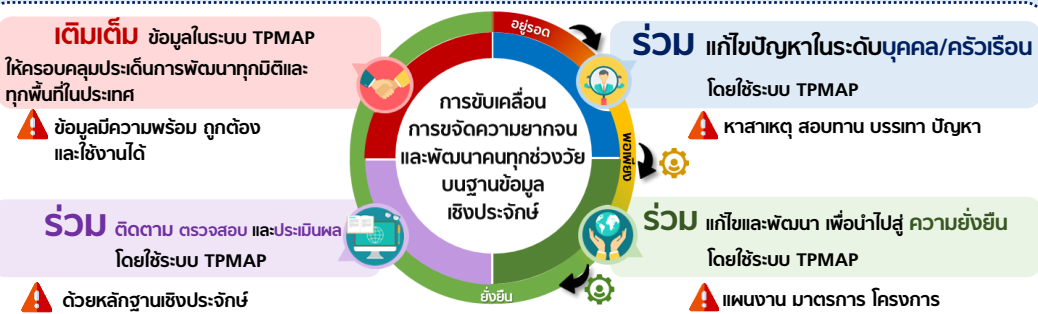 เติมเต็ม ข้อมูลในระบบ TPMAP
ให้ครอบคลุมประเด็นการพัฒนาทุกมิติและ
ทุกพื้นที่ในประเทศ
ข้อมูลมีความพร้อม ถูกต้อง
และใช้งานได้
อยู่รอด
ร่วม แก้ไขปัญหาในระดับบุคคล/ครัวเรือน
โดยใช้ระบบ TPMAP
หาสาเหตุ สอบทาน บรรเทา ปัญหา
การขับเคลื่อน
การขจัดความยากจน
และพัฒนาคนทุกช่วงวัย
บนฐานข้อมูล
เชิงประจักษ์
พอเพียง
ร่วม ติดตาม ตรวจสอบ และประเมินผล
โดยใช้ระบบ TPMAP
ด้วยหลักฐานเชิงประจักษ์
ยั่งยืน
ร่วม แก้ไขและพัฒนา เพื่อนำไปสู่ ความยั่งยืน
โดยใช้ระบบ TPMAP
แผนงาน มาตรการ โครงการ